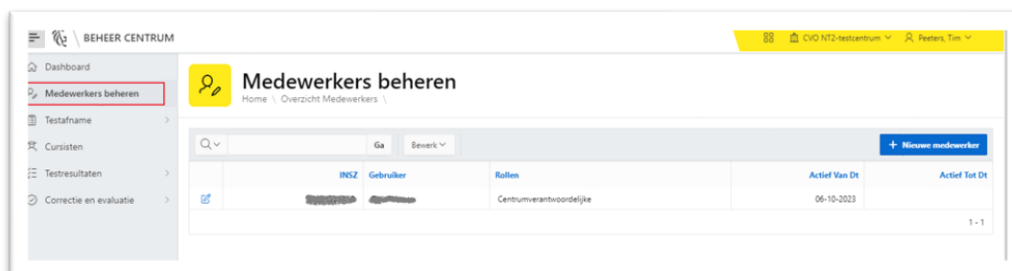 BEHEER CENTRUM
CVO NT2-testcentrum
Peeters, Tim
Dashboard
Medewerkers beheren
Testafname
Cursisten
Testresultaten
Correctie en evaluatie
Medewerkers beheren
Home \ Overzicht Medewerkers \
Ga
Bewerk
+ Nieuwe medewerker
INSZ Gebruiker Rollen Actief Van Dt Actief Tot Dt
Centrumverantwoordelijke 06-10-2023
1 - 1